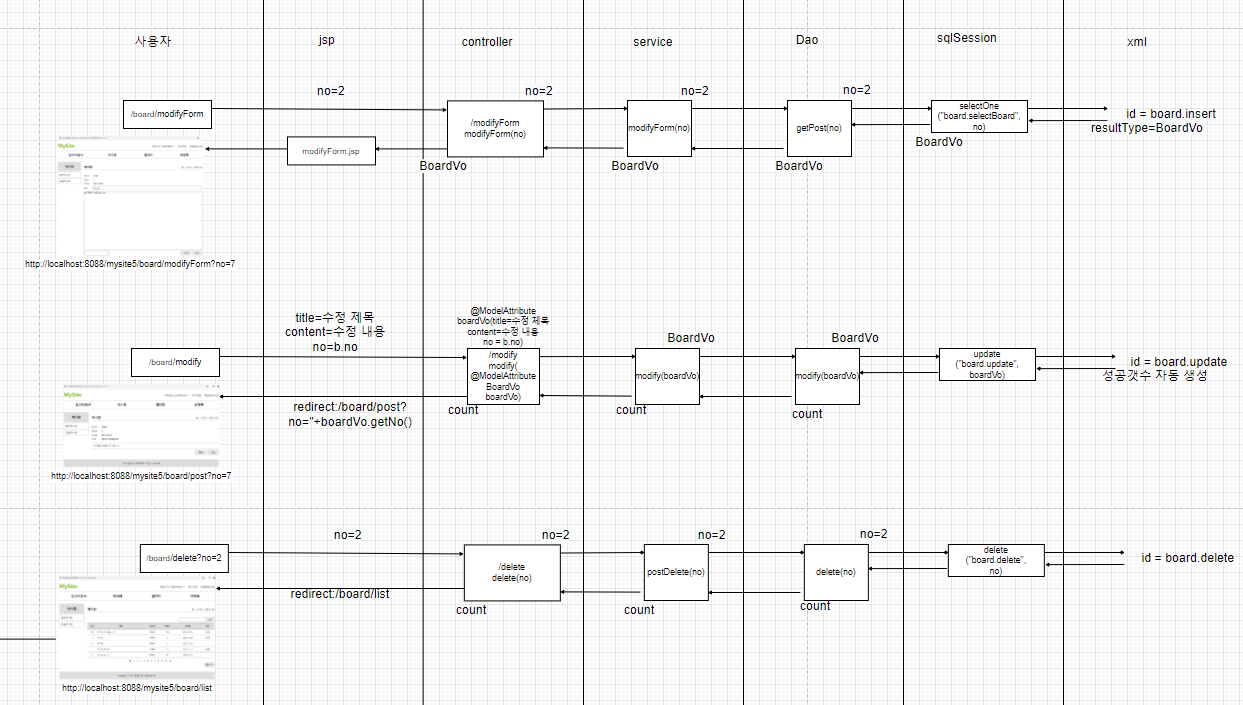 사용자
jsp
controller
service
Dao
sqlSession
xml
no=2
no=2
no=2
no=2
/board/modifyForm
/modifyForm
modifyForm(no)
modifyForm(no)
getPost(no)
selectOne
("board.selectBoard",
no)
id = board.insert
resultType=BoardVo
modifyForm.jsp
BoardVo
BoardVo
BoardVo
BoardVo
MySite
http://localhost:8088/mysite5/board/modifyForm?no=7
title=수정 제목
content=수정 내용
no=b.no
@ModelAttribute
boardVo(title=수정 제목
content=수정 내용
no = b.no)
BoardVo
BoardVo
/board/modify
/modify
modify(
@ModelAttribute
BoardVo
boardVo)
modify(boardVo)
modify(boardVo)
update
("board.update",
boardVo)
id = board.update
성공갯수 자동 생성
redirect:/board/post?
no="+boardVo.getNo()
count
count
count
MySite
http://localhost:8088/mysite5/board/post?no=7
no=2
no=2
no=2
no=2
/board/delete?no=2
/delete
delete(no)
postDelete(no)
delete(no)
delete
("board.delete",
no)
id = board.delete
redirect:/board/list
count
count
count
MySite
http://localhost:8088/mysite5/board/list